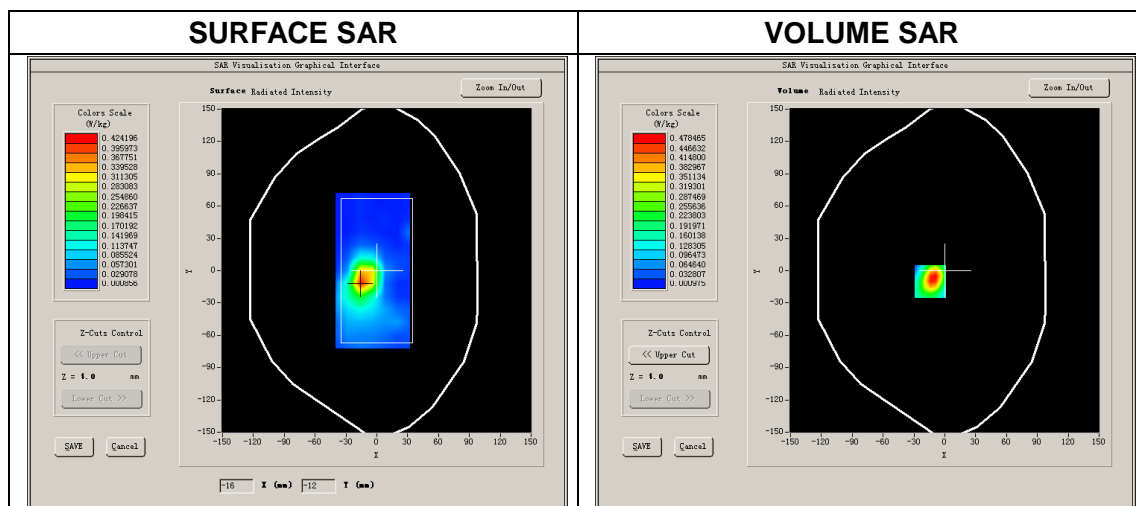 SURFACE SAR
VOLUME SAR
SAR Visualisation Graphical Interface
Surface Radiated Intensity
Zoom In/Out
Colors Scale
(W/kg)
0.424196
0.395973
0.367751
0.339528
0.311305
0.283083
0.254860
0.226637
0.198415
0.170192
0.141969
0.113747
0.085524
0.057301
0.029078
0.000856
150
120
90
60
30
0
-30
-60
-90
-120
-150
Y
-150 -120 -90 -60 -30 0 30 60 90 120 150
X
Z-Cuts Control
<< Upper Cut
Z = 4.0 mm
Lower Cut >>
SAVE
Cancel
-16 X (mm) -12 Y (mm)
SAR Visualisation Graphical Interface
Volume Radiated Intensity
Zoom In/Out
Colors Scale
(W/kg)
0.478465
0.446632
0.414800
0.382967
0.351134
0.319301
0.287469
0.255636
0.223803
0.191971
0.160138
0.128305
0.096473
0.064640
0.032807
0.000975
150
120
90
60
30
0
-30
-60
-90
-120
-150
Y
-150 -120 -90 -60 -30 0 30 60 90 120 150
X
Z-Cuts Control
<< Upper Cut
Z = 4.0 mm
Lower Cut >>
SAVE
Cancel